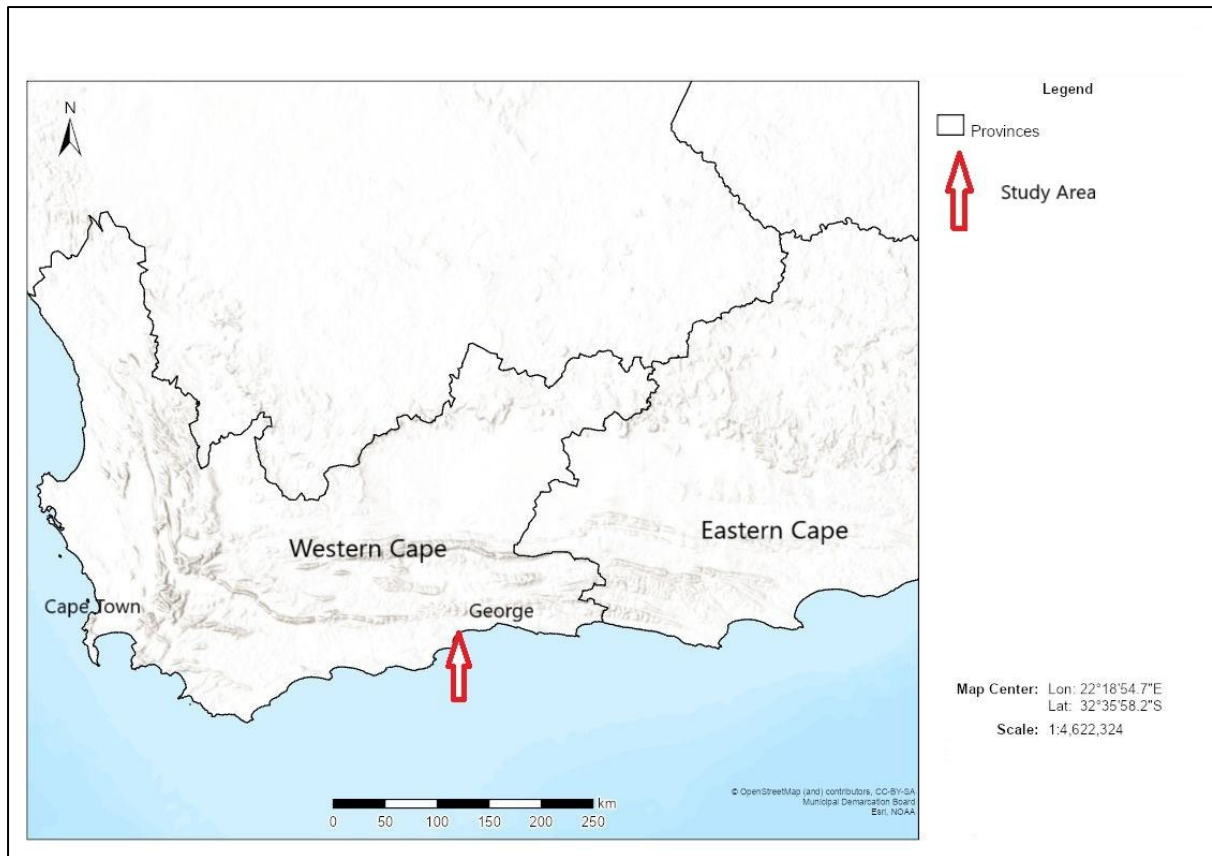 N
Western Cape
Eastern Cape
Cape Town
George
km
0 50 100 150 200 250
© OpenStreetMap (and) contributors, CC-BY-SA
Municipal Demarcation Board
Esri, NOAA
Legend
Provinces
Study Area
Map Center: Lon: 22°18'54.7"E
Lat: 32°35'58.2"S
Scale: 1:4,622,324